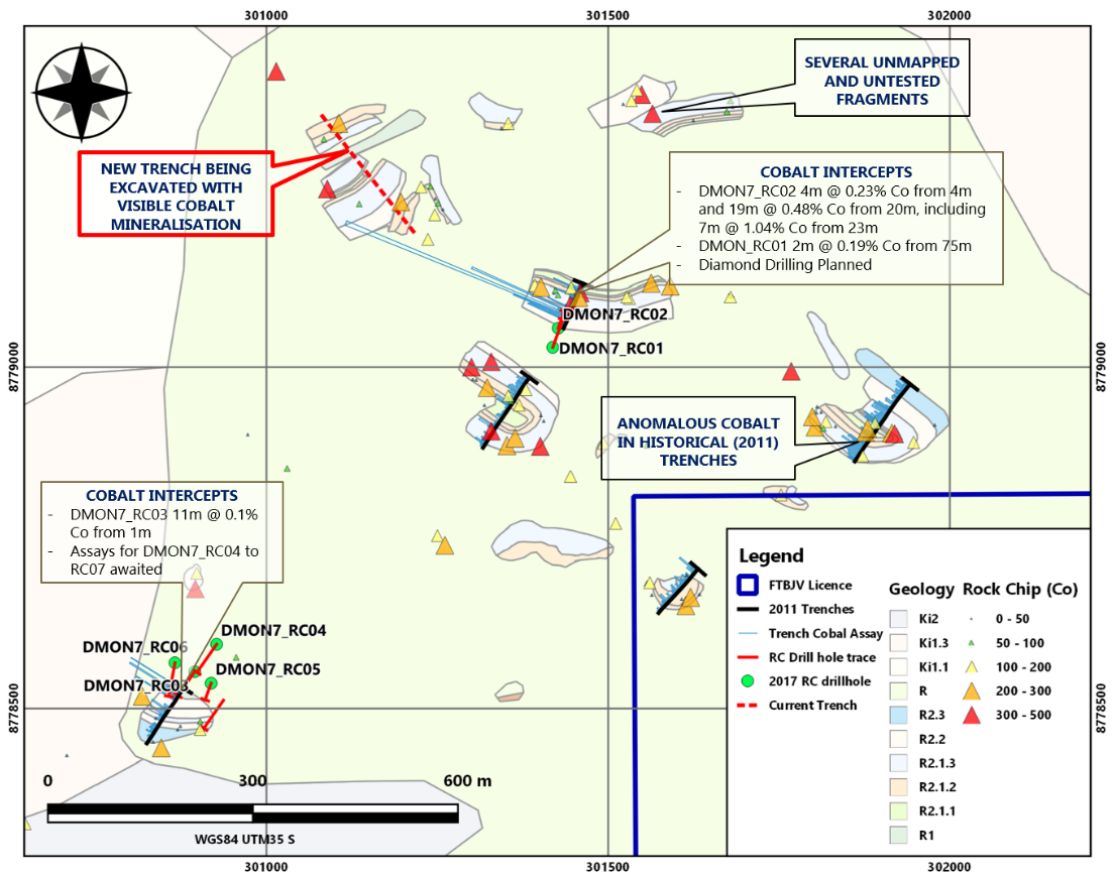 301000
301500
302000
SEVERAL UNMAPPED
AND UNTESTED
FRAGMENTS
NEW TRENCH BEING
EXCAVATED WITH
VISIBLE COBALT
MINERALISATION
COBALT INTERCEPTS
- DMON7_RC02 4m @ 0.23% Co from 4m
and 19m @ 0.48% Co from 20m, including
7m @ 1.04% Co from 23m
- DMON_RC01 2m @ 0.19% Co from 75m
- Diamond Drilling Planned
DMON7_RC02
DMON7_RC01
8779000
8779000
ANOMALOUS COBALT
IN HISTORICAL (2011)
TRENCHES
COBALT INTERCEPTS
- DMON7_RC03 11m @ 0.1%
Co from 1m
- Assays for DMON7_RC04 to
RC07 awaited
DMON7_RC04
DMON7_RC06
DMON7_RC05
DMON7_RC03
8778500
8778500
Legend
FTBJV Licence
2011 Trenches
Trench Cobal Assay
RC Drill hole trace
2017 RC drillhole
Current Trench
Geology
Ki2
Ki1.3
Ki1.1
R
R2.3
R2.2
R2.1.3
R2.1.2
R2.1.1
R1
Rock Chip (Co)
0 - 50
50 - 100
100 - 200
200 - 300
300 - 500
0
300
600 m
WGS84 UTM35 S
301000
301500
302000